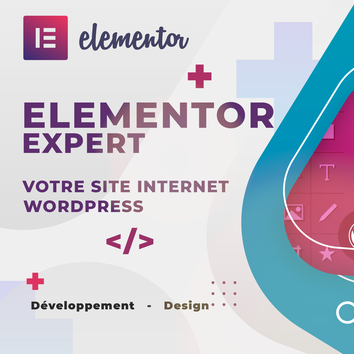 elementor
ELEMENTOR
EXPERT
VOTRE SITE INTERNET
WORDPRESS
</>
Développement - Design